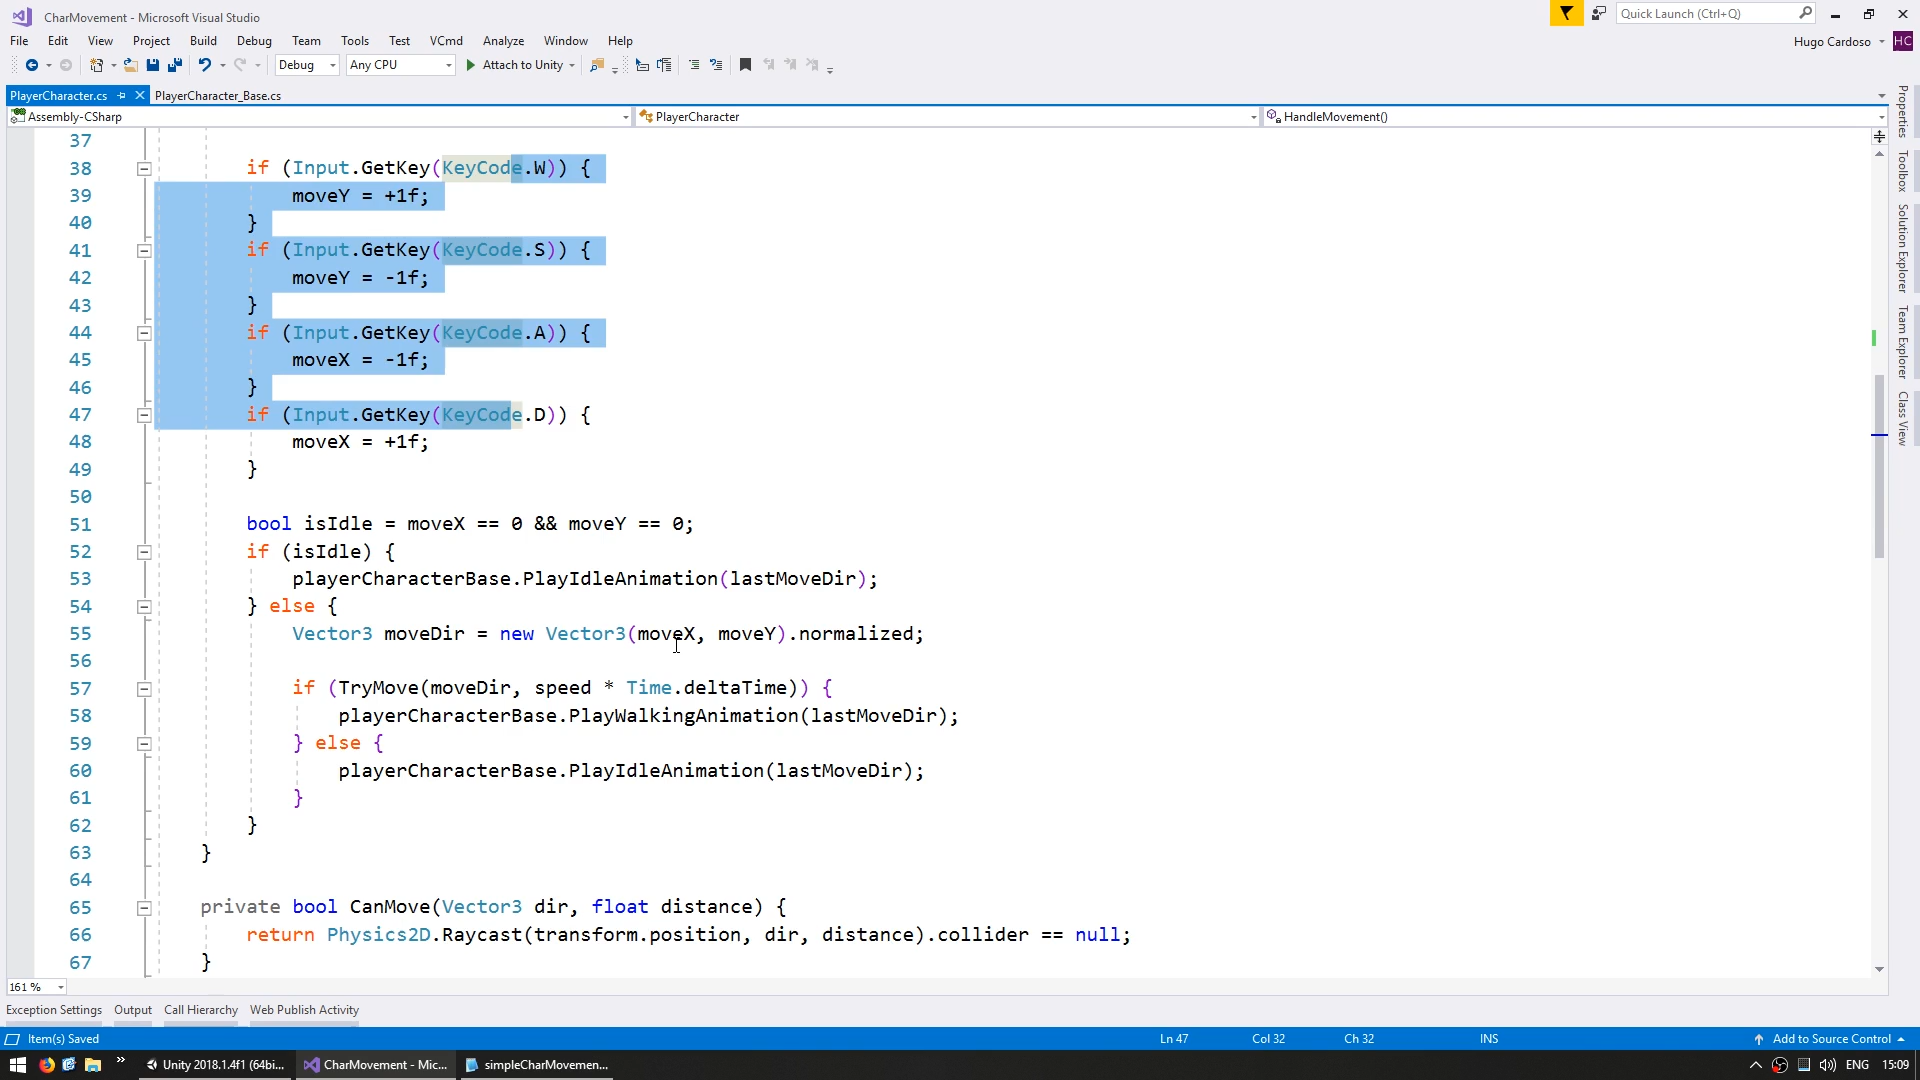 CharMovement - Microsoft Visual Studio
Quick Launch (Ctrl+Q)
File Edit View Project Build Debug Team Tools Test VCmd Analyze Window Help
Hugo Cardoso HC
Debug Any CPU Attach to Unity
PlayerCharacter.cs PlayerCharacter_Base.cs
Assembly-CSharp PlayerCharacter HandleMovement()
37
38 if (Input.GetKey(KeyCode.W)) {
39 moveY = +1f;
40 }
41 if (Input.GetKey(KeyCode.S)) {
42 moveY = -1f;
43 }
44 if (Input.GetKey(KeyCode.A)) {
45 moveX = -1f;
46 }
47 if (Input.GetKey(KeyCode.D)) {
48 moveX = +1f;
49 }
50
51 bool isIdle = moveX == 0 && moveY == 0;
52 if (isIdle) {
53 playerCharacterBase.PlayIdleAnimation(lastMoveDir);
54 } else {
55 Vector3 moveDir = new Vector3(moveX, moveY).normalized;
56
57 if (TryMove(moveDir, speed * Time.deltaTime)) {
58 playerCharacterBase.PlayWalkingAnimation(lastMoveDir);
59 } else {
60 playerCharacterBase.PlayIdleAnimation(lastMoveDir);
61 }
62 }
63 }
64
65 private bool CanMove(Vector3 dir, float distance) {
66 return Physics2D.Raycast(transform.position, dir, distance).collider == null;
67 }
Properties
Toolbox
Solution Explorer
Team Explorer
Class View
161 %
Exception Settings Output Call Hierarchy Web Publish Activity
Item(s) Saved Ln 47 Col 32 Ch 32 INS Add to Source Control
Unity 2018.1.4f1 (64bi... CharMovement - Mic... simpleCharMovemen... ENG 15:09